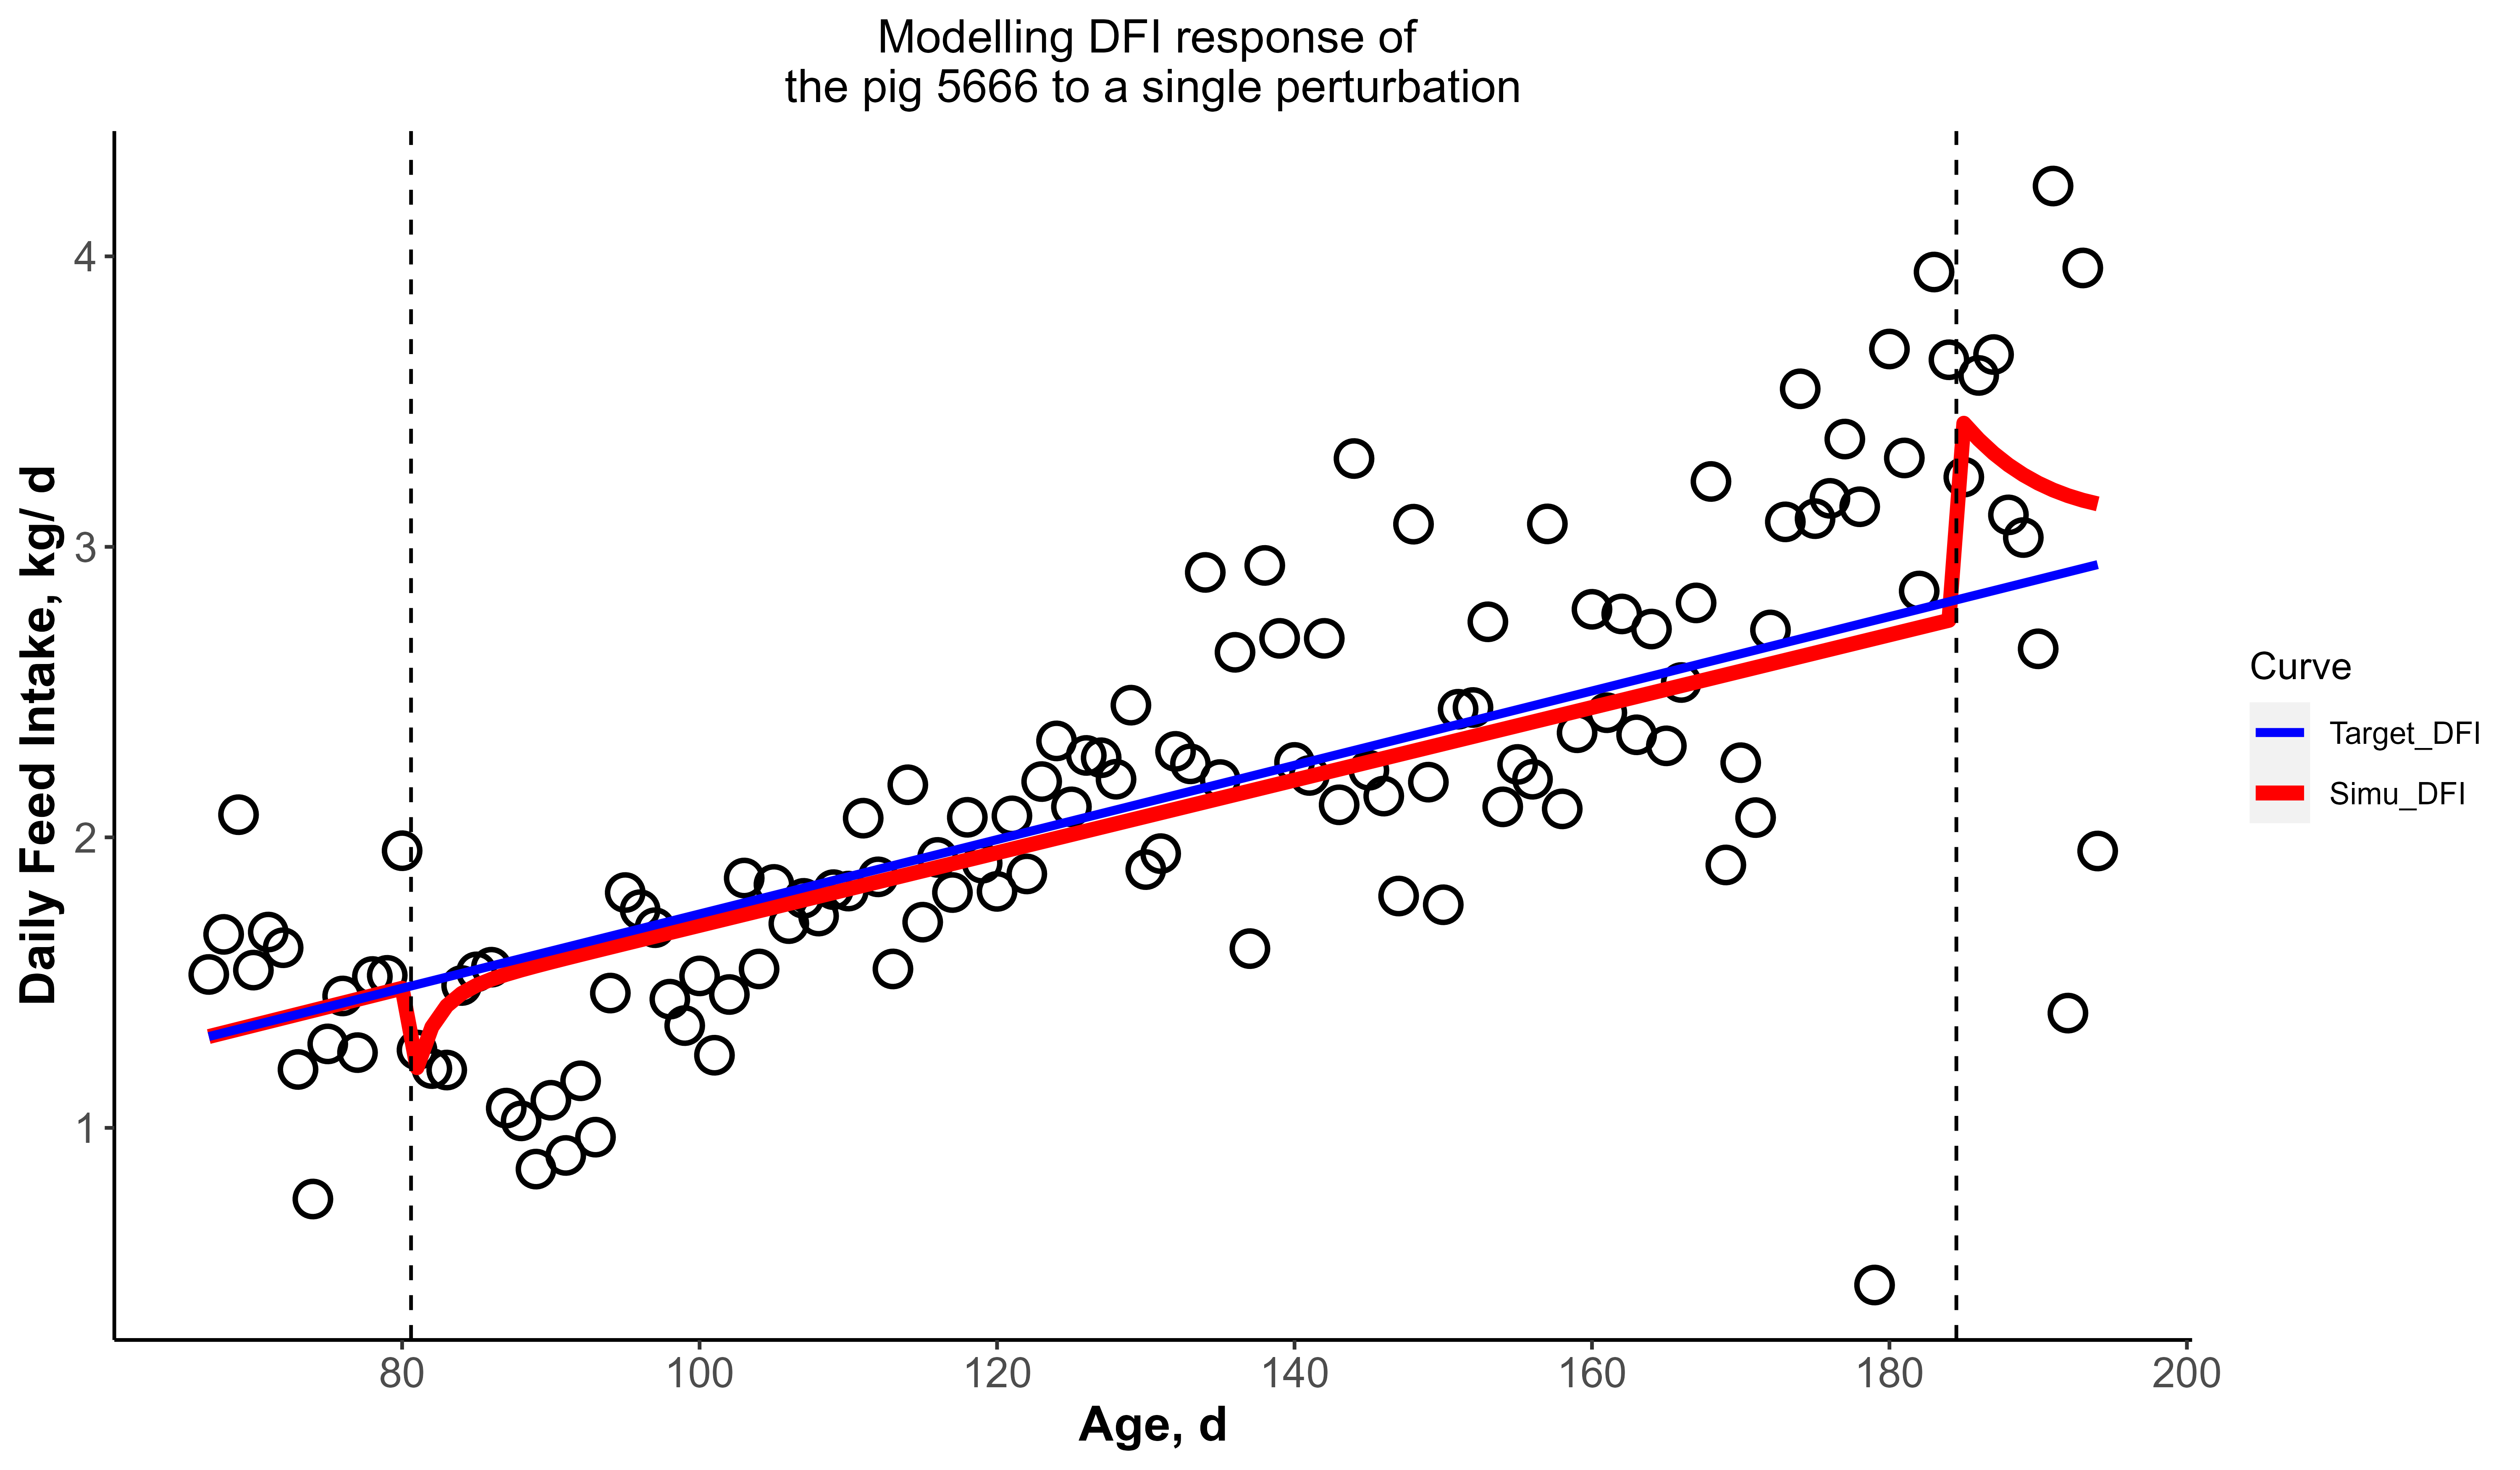 Modelling DFI response of
the pig 5666 to a single perturbation
Daily Feed Intake, kg/ d
4
3
2
1
80 100 120 140 160 180 200
Age, d
Curve
Target_DFI
Simu_DFI